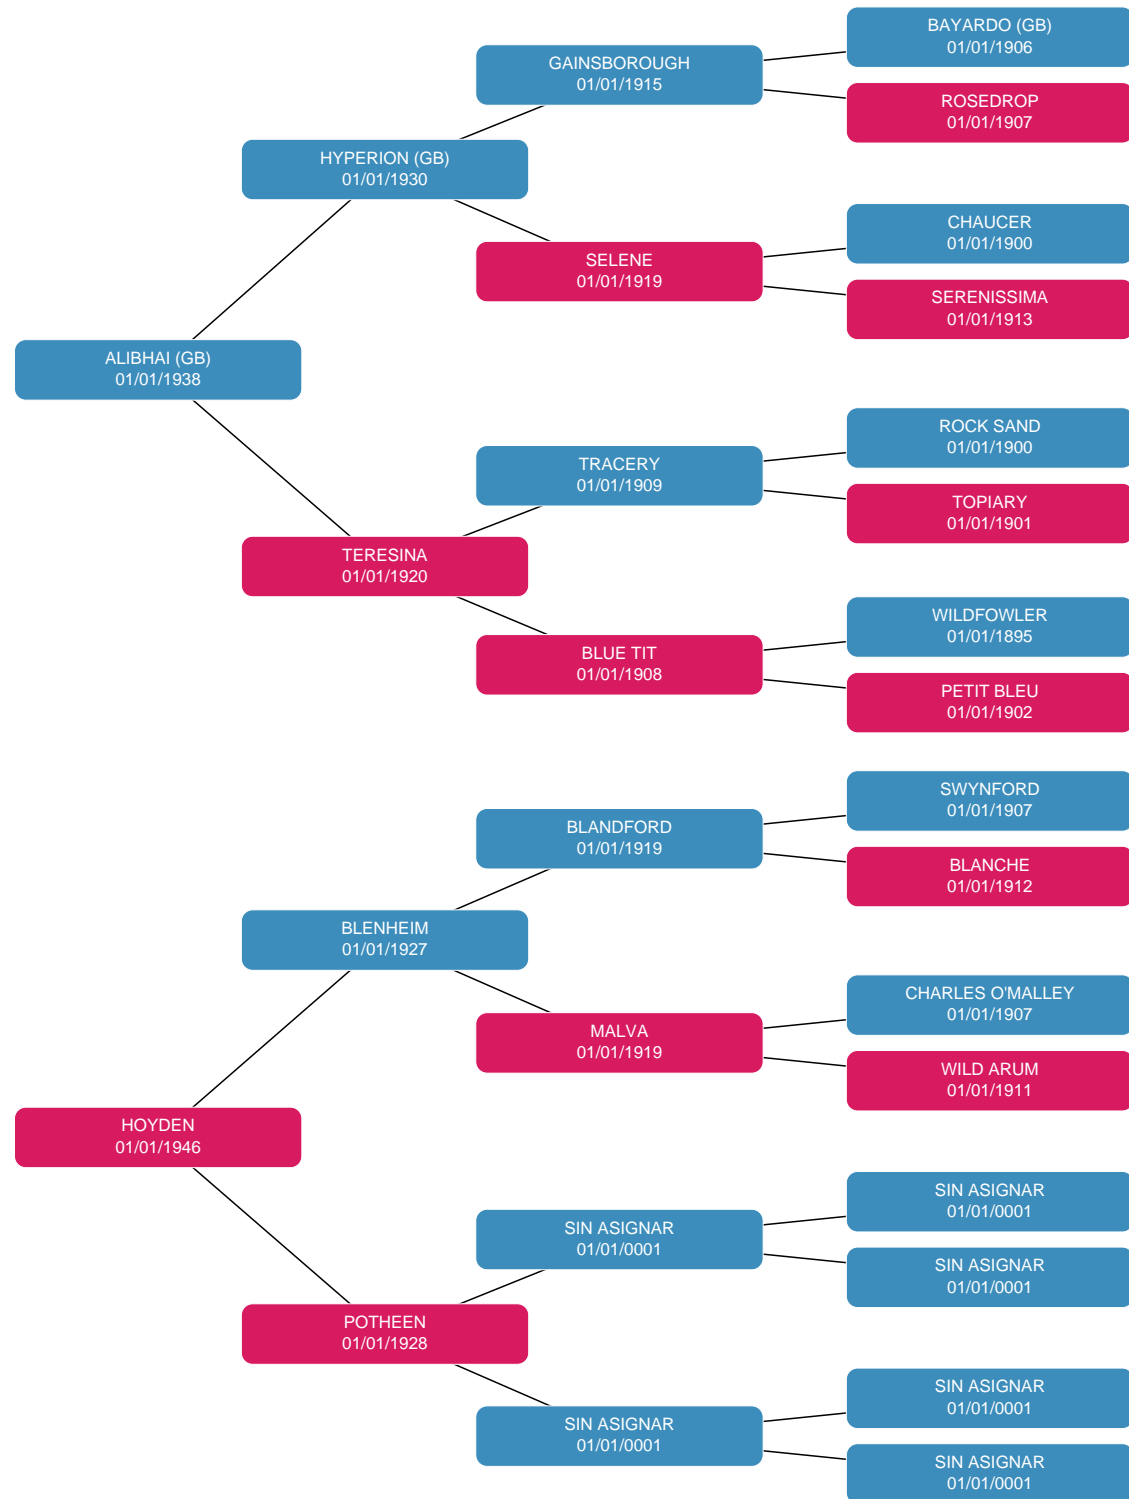 BAYARDO (GB)
01/01/1906
GAINSBOROUGH
01/01/1915
ROSEDROP
01/01/1907
HYPERION (GB)
01/01/1930
CHAUCER
01/01/1900
SELENE
01/01/1919
SERENISSIMA
01/01/1913
ALIBHAI (GB)
01/01/1938
ROCK SAND
01/01/1900
TRACERY
01/01/1909
TOPIARY
01/01/1901
TERESINA
01/01/1920
WILDFOWLER
01/01/1895
BLUE TIT
01/01/1908
PETIT BLEU
01/01/1902
SWYNFORD
01/01/1907
BLANDFORD
01/01/1919
BLANCHE
01/01/1912
BLENHEIM
01/01/1927
CHARLES O'MALLEY
01/01/1907
MALVA
01/01/1919
WILD ARUM
01/01/1911
HOYDEN
01/01/1946
SIN ASIGNAR
01/01/0001
SIN ASIGNAR
01/01/0001
SIN ASIGNAR
01/01/0001
POTHEEN
01/01/1928
SIN ASIGNAR
01/01/0001
SIN ASIGNAR
01/01/0001
SIN ASIGNAR
01/01/0001